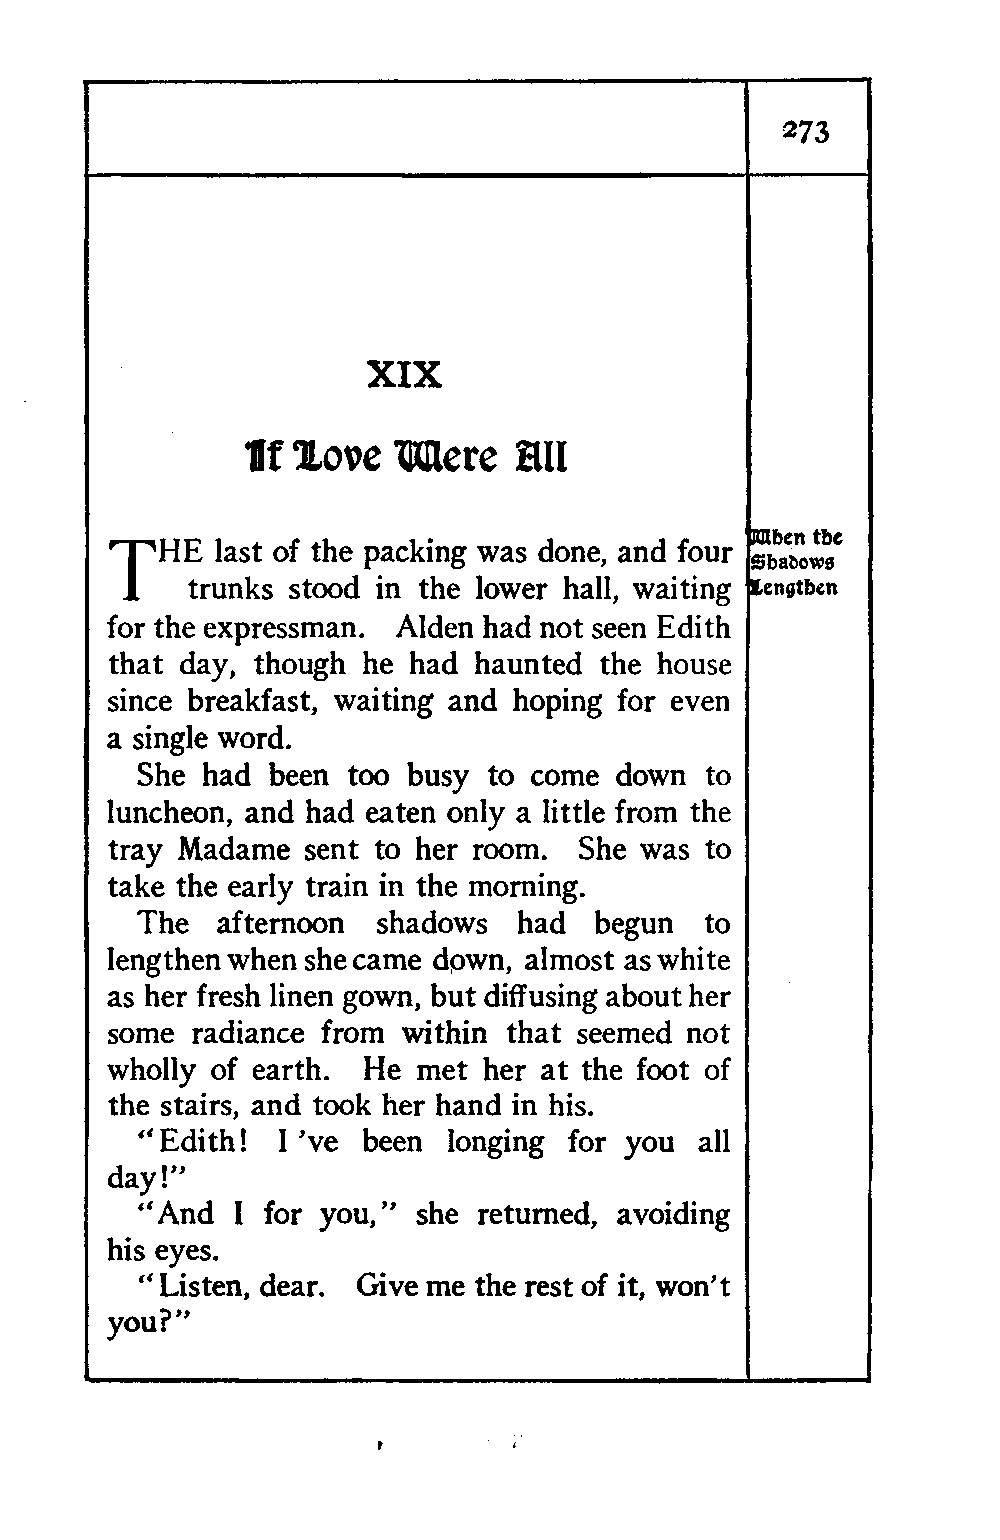 273
XIX
If Love Were All
When the
Shadows
Lengthen
THE last of the packing was done, and four
trunks stood in the lower hall, waiting
for the expressman. Alden had not seen Edith
that day, though he had haunted the house
since breakfast, waiting and hoping for even
a single word.
She had been too busy to come down to
luncheon, and had eaten only a little from the
tray Madame sent to her room. She was to
take the early train in the morning.
The afternoon shadows had begun to
lengthen when she came down, almost as white
as her fresh linen gown, but diffusing about her
some radiance from within that seemed not
wholly of earth. He met her at the foot of
the stairs, and took her hand in his.
"Edith! I 've been longing for you all
day!"
"And I for you," she returned, avoiding
his eyes.
"Listen, dear. Give me the rest of it, won't
you?"